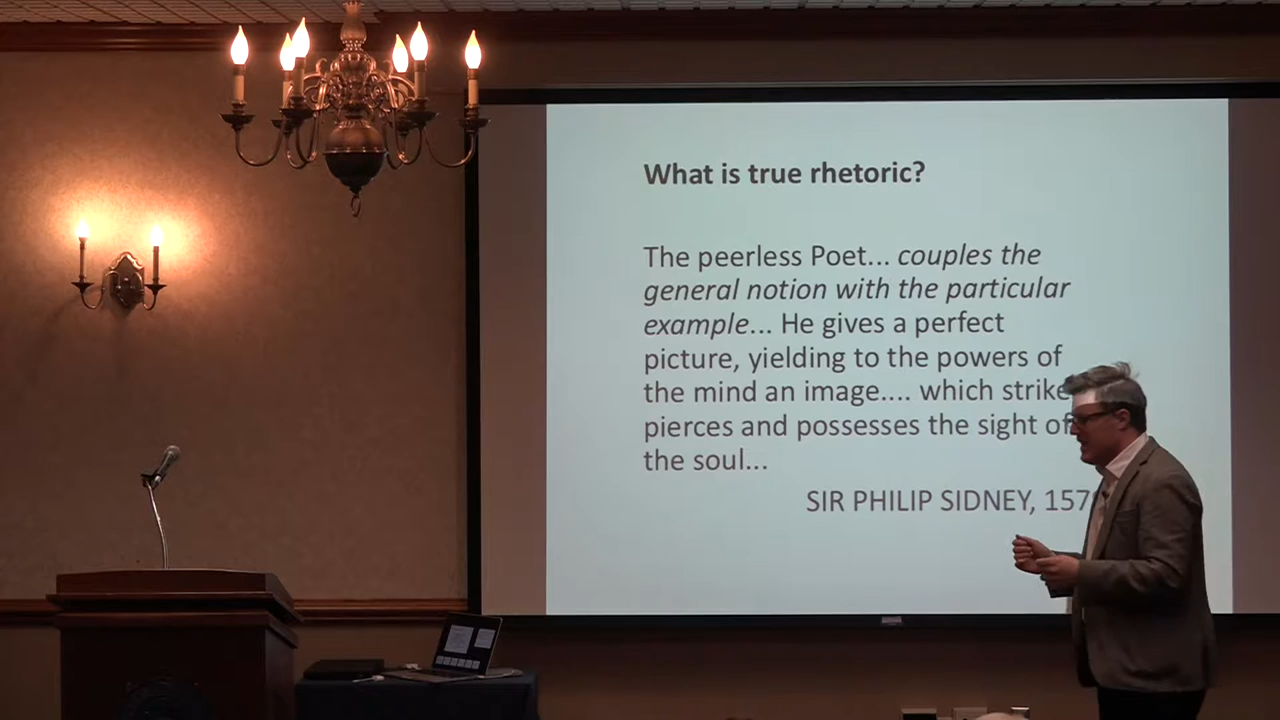 What is true rhetoric?
The peerless Poet... couples the
general notion with the particular
example... He gives a perfect
picture, yielding to the powers of
the mind an image.... which strike
pierces and possesses the sight of
the soul...
SIR PHILIP SIDNEY, 157